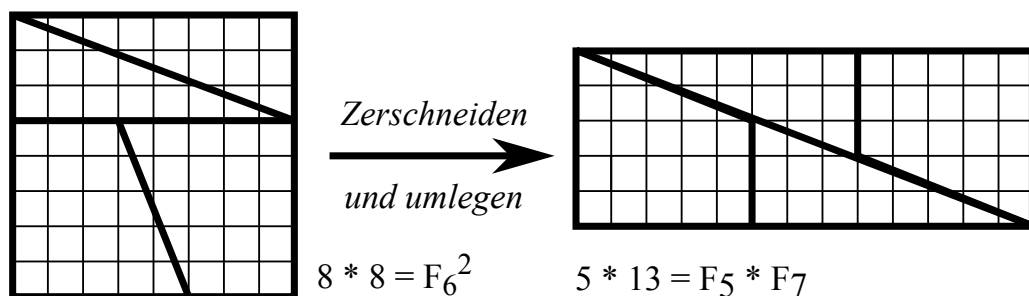 Zerschneiden
und umlegen
8 * 8 = F₆²
5 * 13 = F₅ * F₇